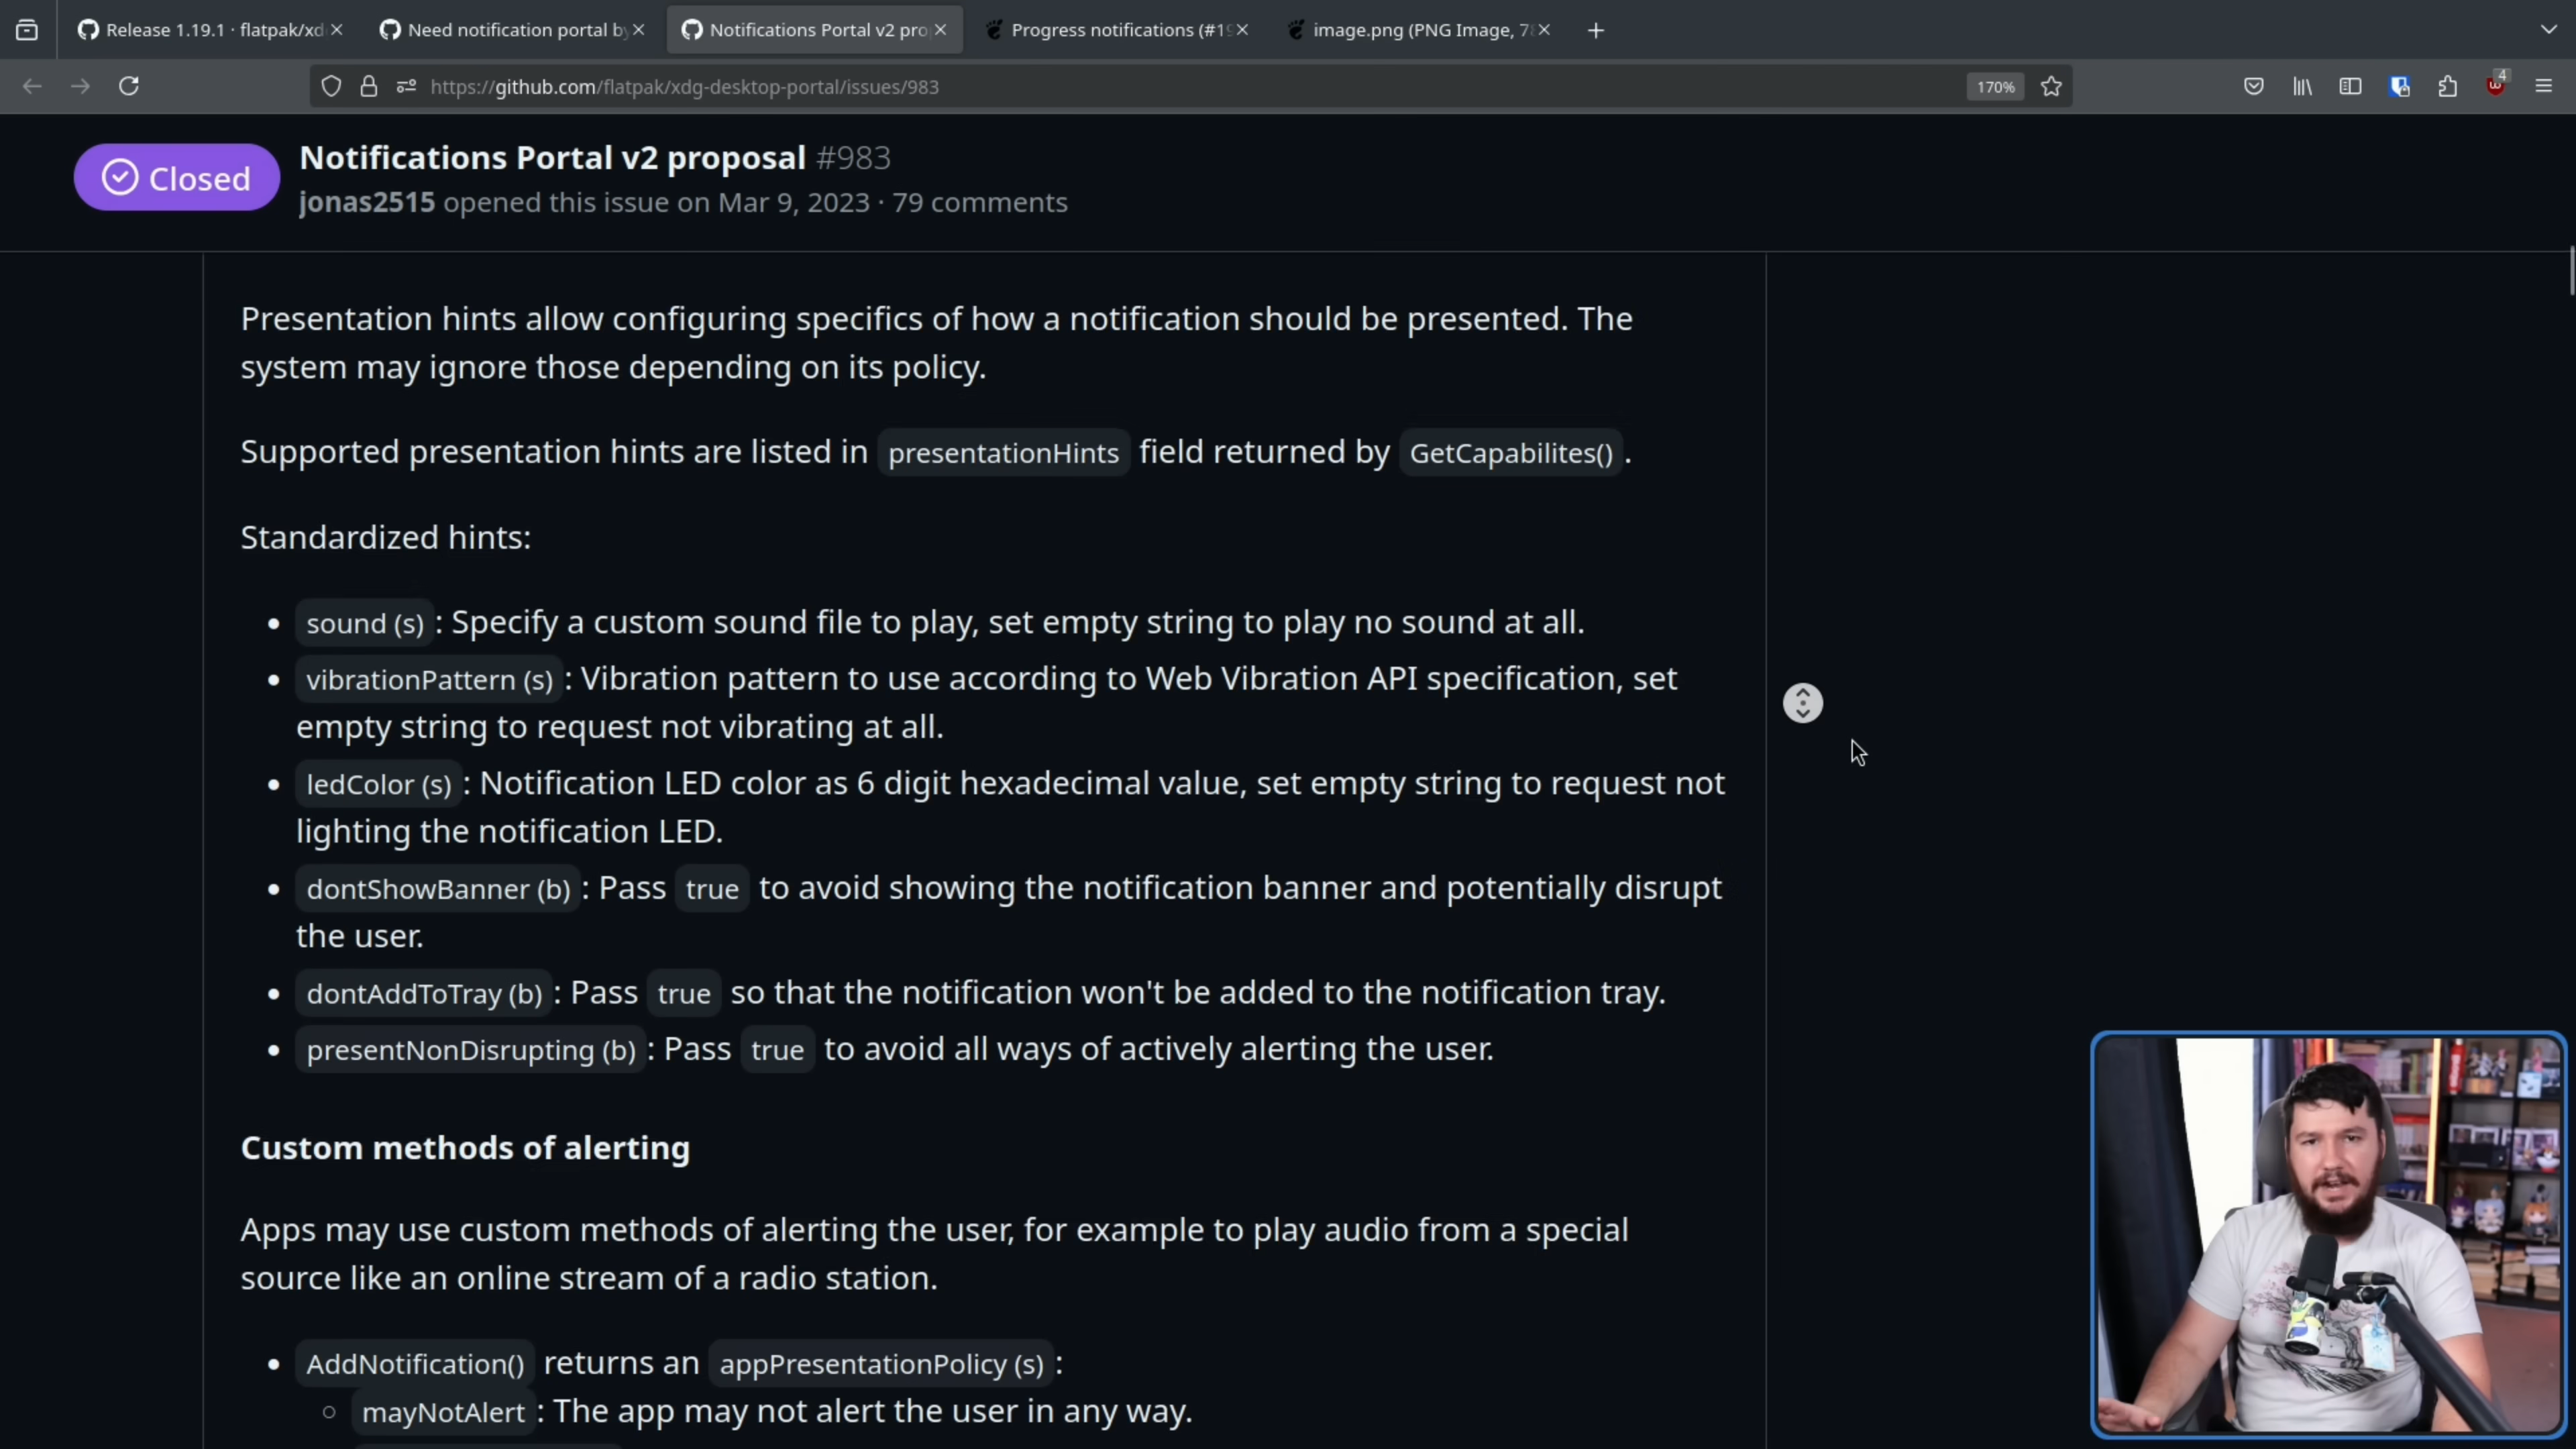 Release 1.19.1 · flatpak/xd
Need notification portal by
Notifications Portal v2 pro
Progress notifications (#19
image.png (PNG Image, 78
https://github.com/flatpak/xdg-desktop-portal/issues/983
170%
4
Closed
Notifications Portal v2 proposal #983
jonas2515 opened this issue on Mar 9, 2023 · 79 comments
Presentation hints allow configuring specifics of how a notification should be presented. The
system may ignore those depending on its policy.
Supported presentation hints are listed in presentationHints field returned by GetCapabilites() .
Standardized hints:
• sound (s) : Specify a custom sound file to play, set empty string to play no sound at all.
• vibrationPattern (s) : Vibration pattern to use according to Web Vibration API specification, set
empty string to request not vibrating at all.
• ledColor (s) : Notification LED color as 6 digit hexadecimal value, set empty string to request not
lighting the notification LED.
• dontShowBanner (b) : Pass true to avoid showing the notification banner and potentially disrupt
the user.
• dontAddToTray (b) : Pass true so that the notification won't be added to the notification tray.
• presentNonDisrupting (b) : Pass true to avoid all ways of actively alerting the user.
Custom methods of alerting
Apps may use custom methods of alerting the user, for example to play audio from a special
source like an online stream of a radio station.
• AddNotification() returns an appPresentationPolicy (s) :
○ mayNotAlert : The app may not alert the user in any way.